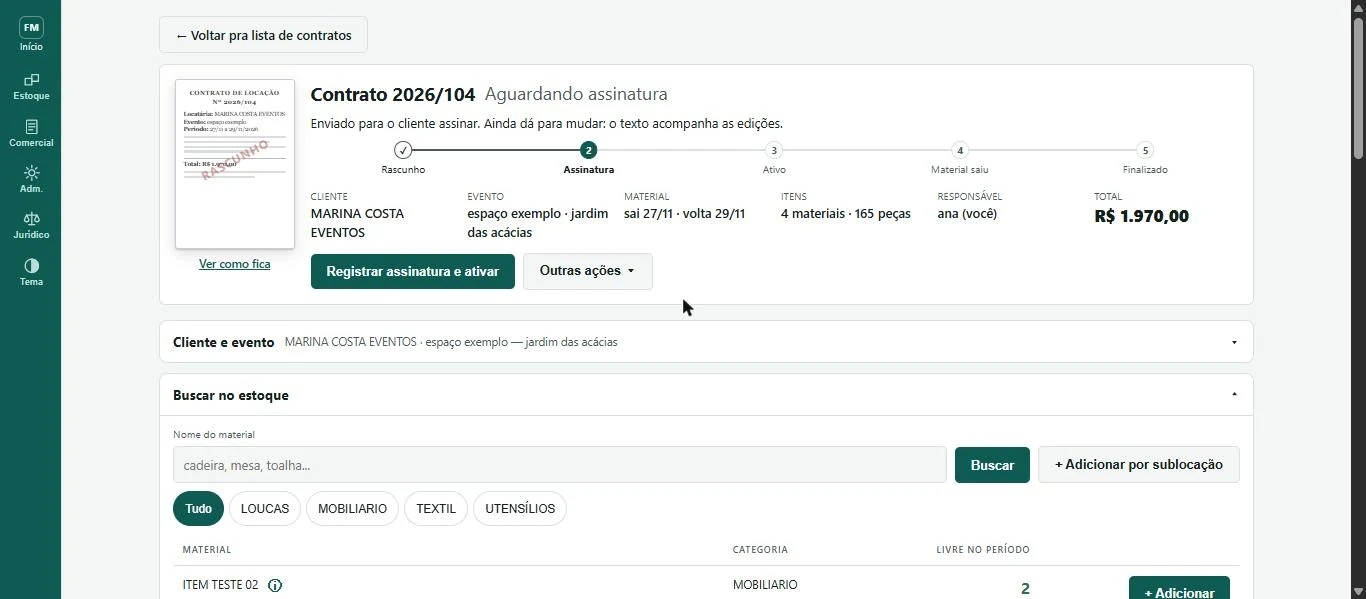 FM
Início
Estoque
Comercial
Adm.
Jurídico
Tema
← Voltar pra lista de contratos
CONTRATO DE LOCAÇÃO
Nº 2026/104
Locatária: MARINA COSTA EVENTOS
Evento: espaço exemplo
Período: 27/11 a 29/11/2026
Total: R$ 1.970,00
RASCUNHO
Ver como fica
Contrato 2026/104 Aguardando assinatura
Enviado para o cliente assinar. Ainda dá para mudar: o texto acompanha as edições.
✓ 2 3 4 5
Rascunho Assinatura Ativo Material saiu Finalizado
CLIENTE EVENTO MATERIAL ITENS RESPONSÁVEL TOTAL
MARINA COSTA EVENTOS
espaço exemplo · jardim das acácias
sai 27/11 · volta 29/11
4 materiais · 165 peças
ana (você)
R$ 1.970,00
Registrar assinatura e ativar
Outras ações
Cliente e evento MARINA COSTA EVENTOS · espaço exemplo — jardim das acácias
Buscar no estoque
Nome do material
cadeira, mesa, toalha...
Buscar
+ Adicionar por sublocação
Tudo LOUCAS MOBILIARIO TEXTIL UTENSÍLIOS
MATERIAL CATEGORIA LIVRE NO PERÍODO
ITEM TESTE 02 MOBILIARIO 2 + Adicionar